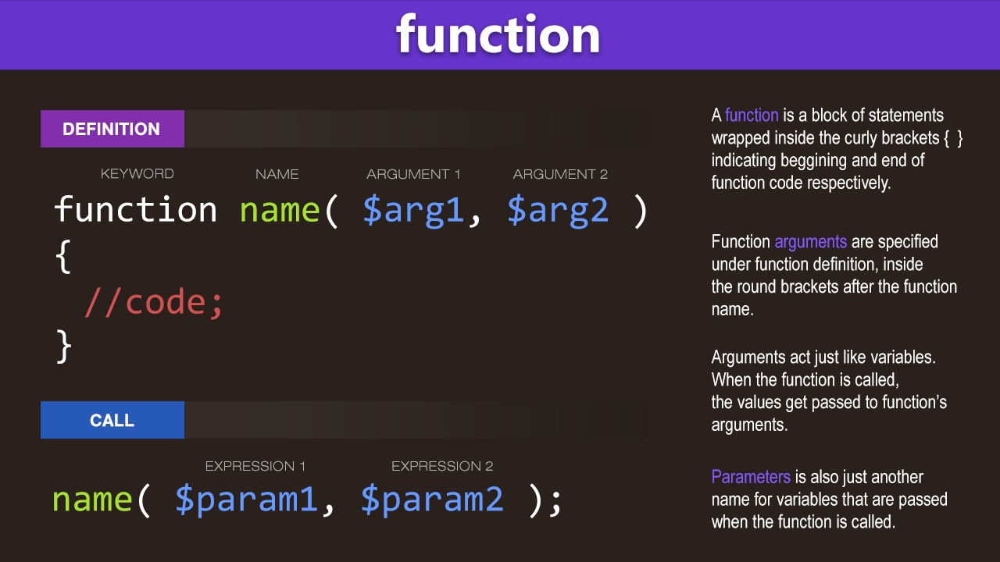 function
DEFINITION
KEYWORD NAME ARGUMENT 1 ARGUMENT 2
function name( $arg1, $arg2 )
{
//code;
}
CALL
EXPRESSION 1 EXPRESSION 2
name( $param1, $param2 );
A function is a block of statements
wrapped inside the curly brackets { }
indicating beggining and end of
function code respectively.
Function arguments are specified
under function definition, inside
the round brackets after the function
name.
Arguments act just like variables.
When the function is called,
the values get passed to function’s
arguments.
Parameters is also just another
name for variables that are passed
when the function is called.